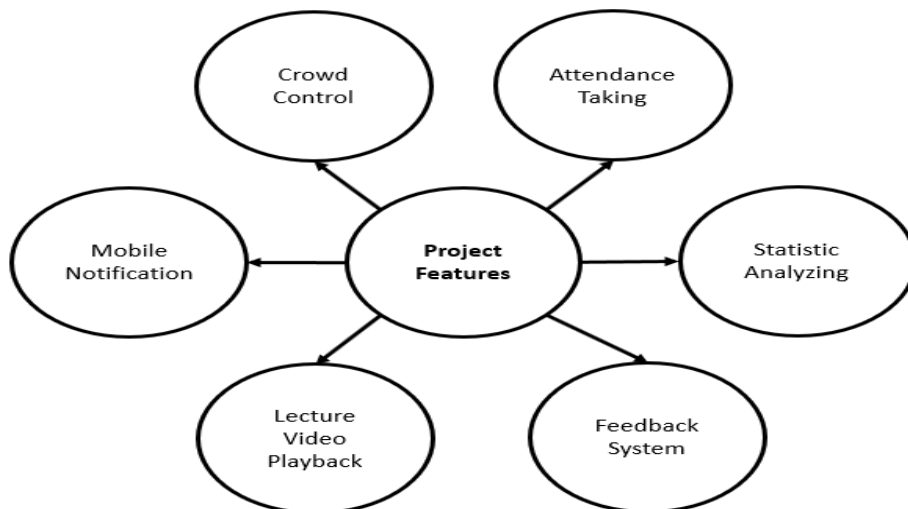 Crowd
Control
Attendance
Taking
Mobile
Notification
Project
Features
Statistic
Analyzing
Lecture
Video
Playback
Feedback
System